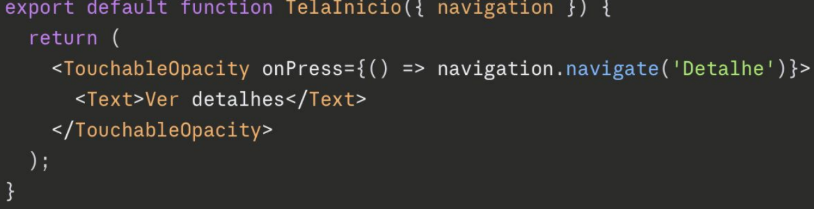 export default function TelaInicio({ navigation }) {
  return (
    <TouchableOpacity onPress={() => navigation.navigate('Detalhe')}>
      <Text>Ver detalhes</Text>
    </TouchableOpacity>
  );
}